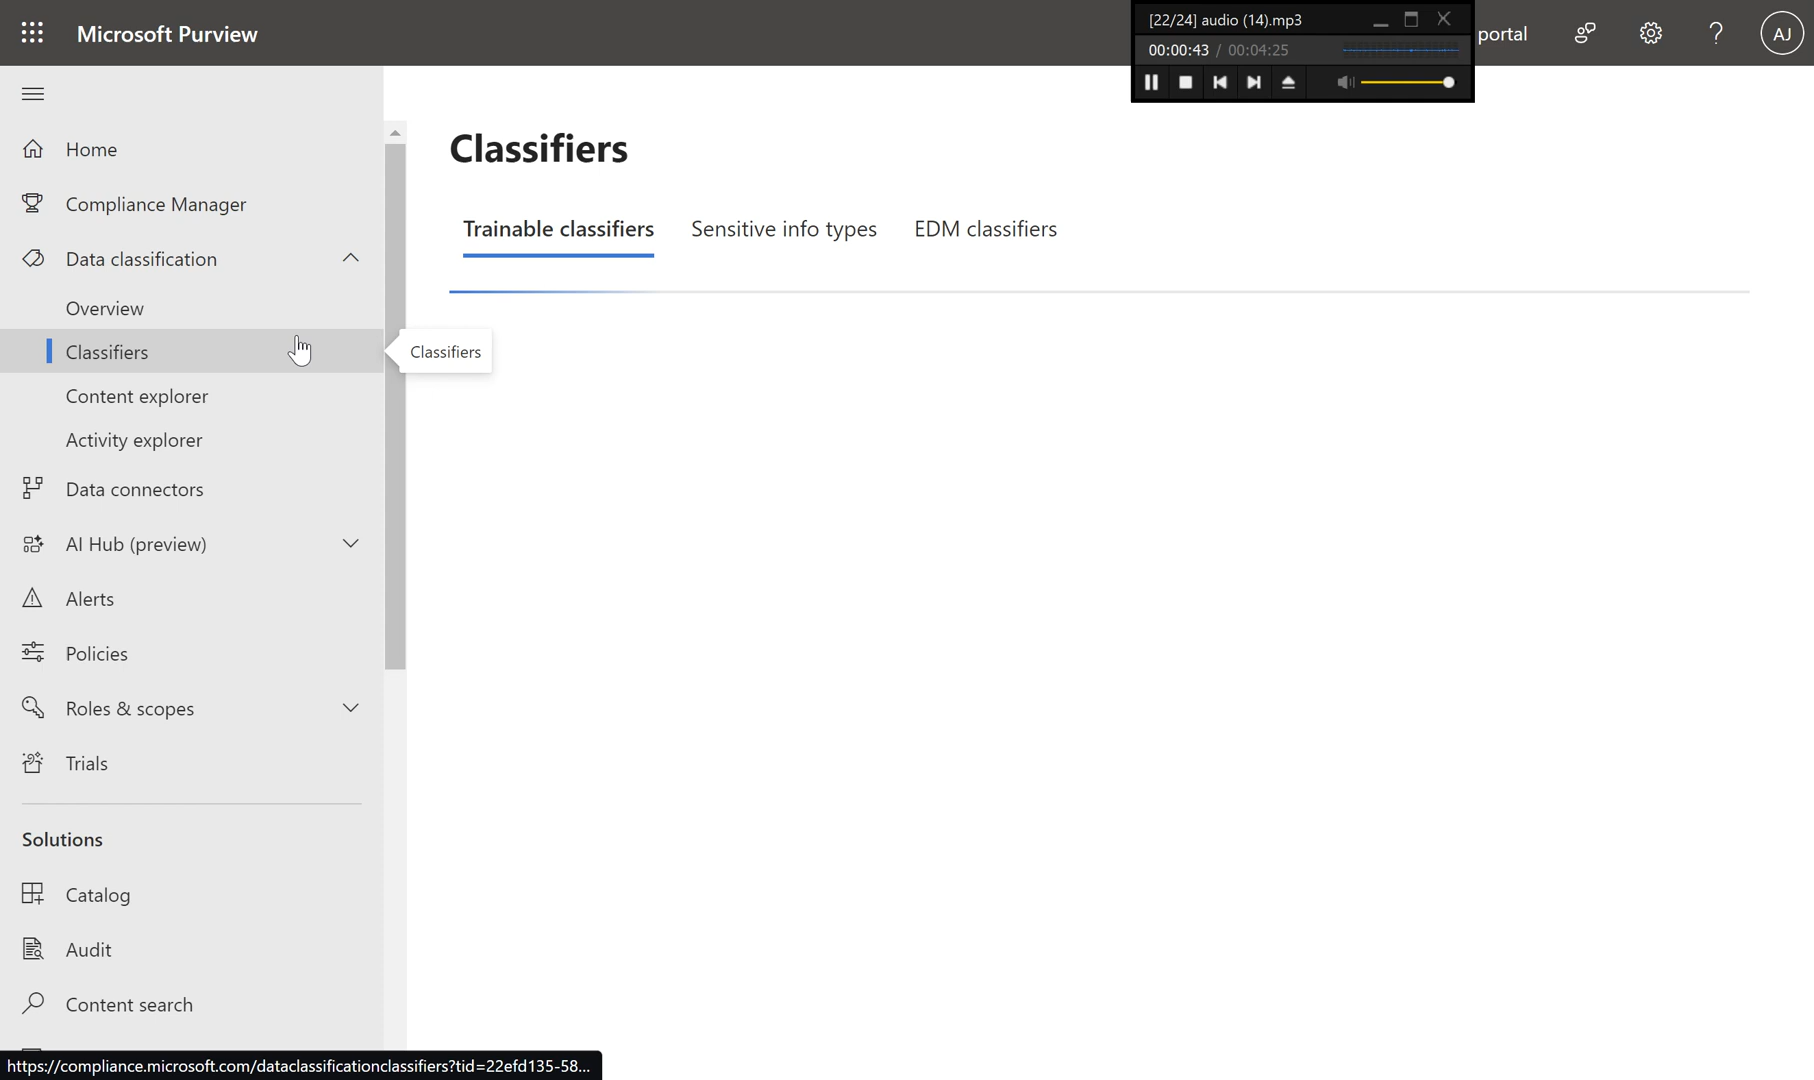 Microsoft Purview
[22/24] audio (14).mp3
00:00:43 / 00:04:25
portal
?
AJ
Home
Compliance Manager
Data classification
Overview
Classifiers
Content explorer
Activity explorer
Data connectors
AI Hub (preview)
Alerts
Policies
Roles & scopes
Trials
Solutions
Catalog
Audit
Content search
Classifiers
Classifiers
Trainable classifiers
Sensitive info types
EDM classifiers
https://compliance.microsoft.com/dataclassificationclassifiers?tid=22efd135-58...